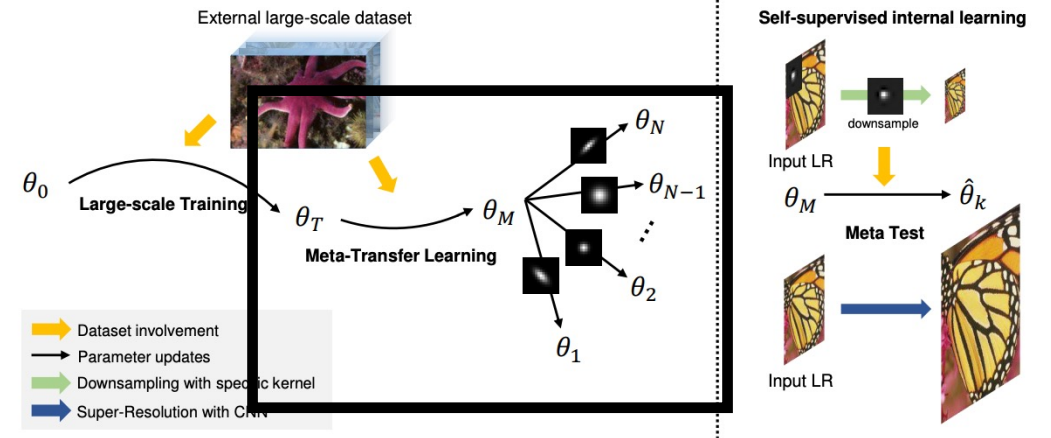 External large-scale dataset
Self-supervised internal learning
θ_0
Large-scale Training
θ_T
Meta-Transfer Learning
θ_M
θ_N
θ_{N−1}
θ_2
θ_1
downsample
Input LR
θ_M
θ̂_k
Meta Test
Input LR
Dataset involvement
Parameter updates
Downsampling with specific kernel
Super-Resolution with CNN